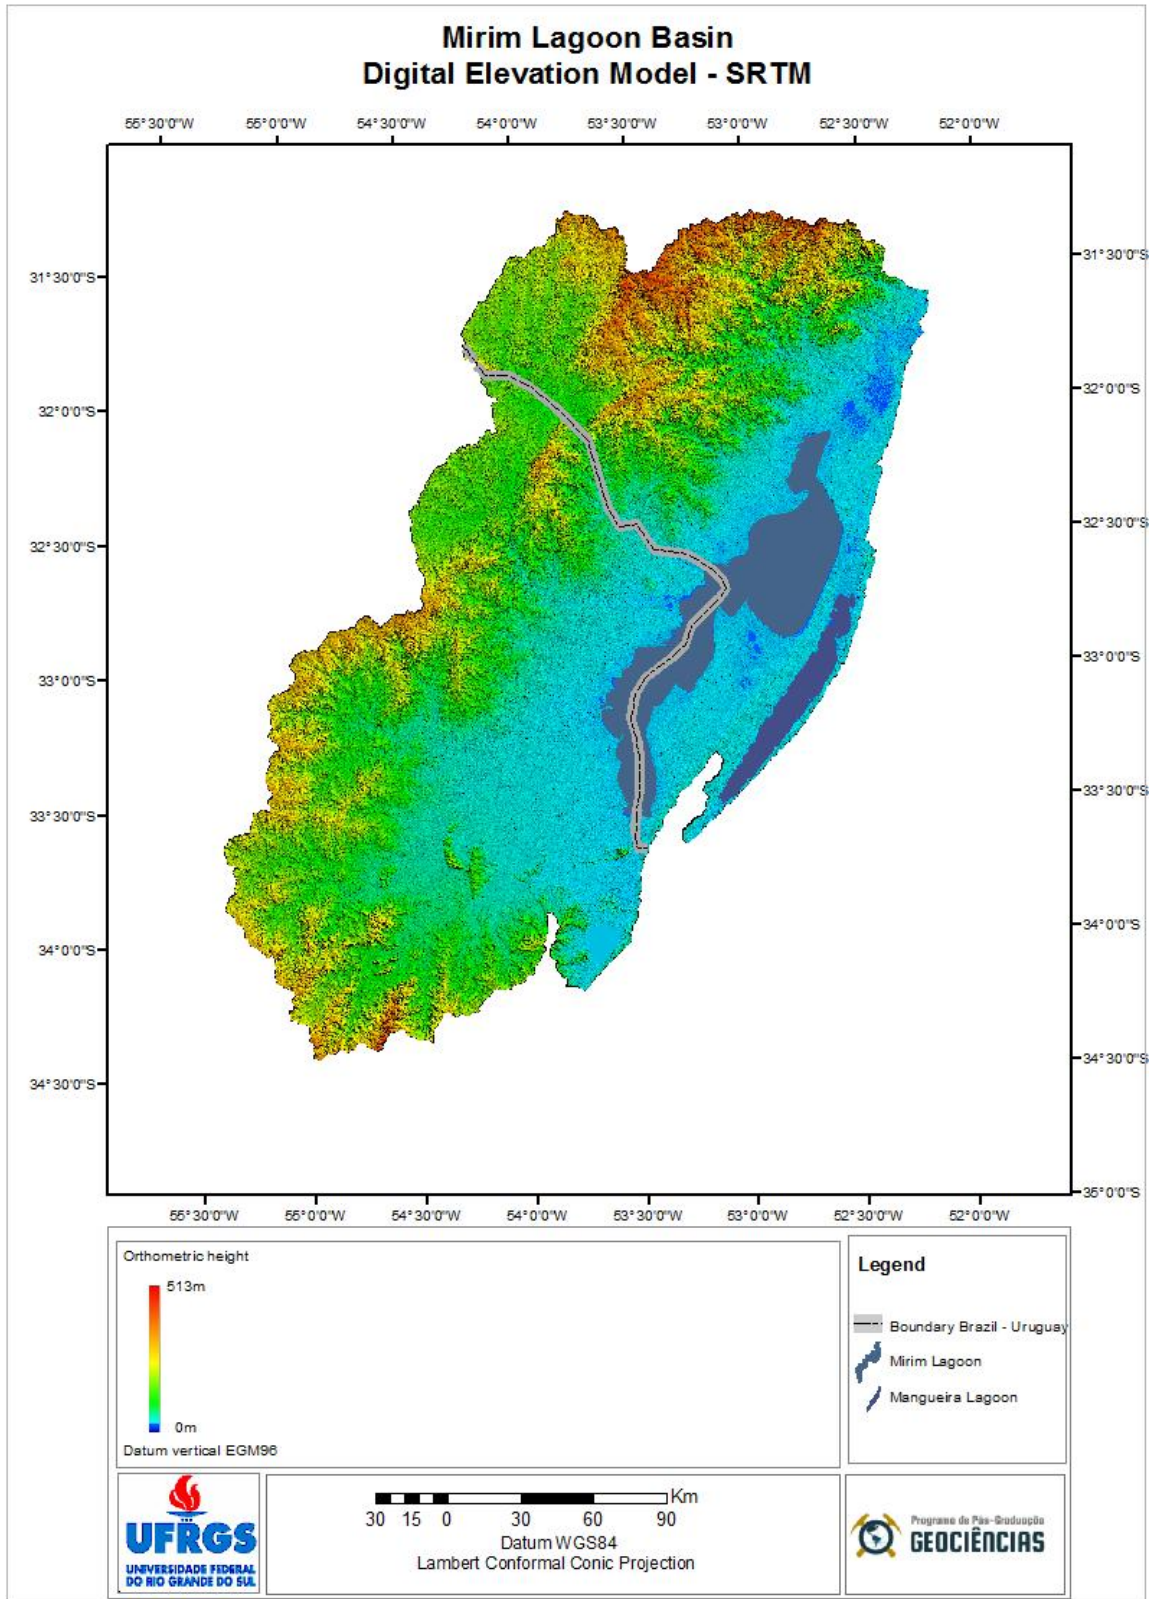 Mirim Lagoon Basin
Digital Elevation Model - SRTM
55°30'0"W 55°0'0"W 54°30'0"W 54°0'0"W 53°30'0"W 53°0'0"W 52°30'0"W 52°0'0"W
31°30'0"S 31°30'0"S
32°0'0"S 32°0'0"S
32°30'0"S 32°30'0"S
33°0'0"S 33°0'0"S
33°30'0"S 33°30'0"S
34°0'0"S 34°0'0"S
34°30'0"S 34°30'0"S
35°0'0"S
55°30'0"W 55°0'0"W 54°30'0"W 54°0'0"W 53°30'0"W 53°0'0"W 52°30'0"W 52°0'0"W
Orthometric height
513m
0m
Datum vertical EGM96
Legend
Boundary Brazil - Uruguay
Mirim Lagoon
Mangueira Lagoon
UFRGS
UNIVERSIDADE FEDERAL
DO RIO GRANDE DO SUL
Km
30 15 0 30 60 90
Datum WGS84
Lambert Conformal Conic Projection
Programa de Pós-Graduação
GEOCIÊNCIAS